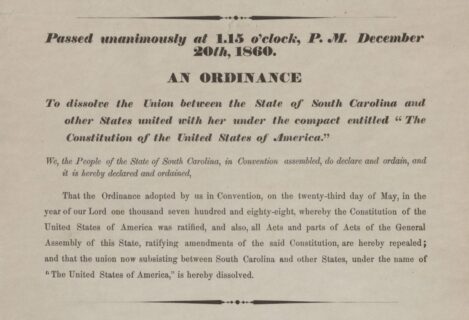 Passed unanimously at 1.15 o'clock, P. M. December
20th, 1860.
AN ORDINANCE
To dissolve the Union between the State of South Carolina and
other States united with her under the compact entitled “ The
Constitution of the United States of America.”
We, the People of the State of South Carolina, in Convention assembled, do declare and ordain, and
it is hereby declared and ordained,
That the Ordinance adopted by us in Convention, on the twenty-third day of May, in the
year of our Lord one thousand seven hundred and eighty-eight, whereby the Constitution of the
United States of America was ratified, and also, all Acts and parts of Acts of the General
Assembly of this State, ratifying amendments of the said Constitution, are hereby repealed;
and that the union now subsisting between South Carolina and other States, under the name of
“The United States of America,” is hereby dissolved.